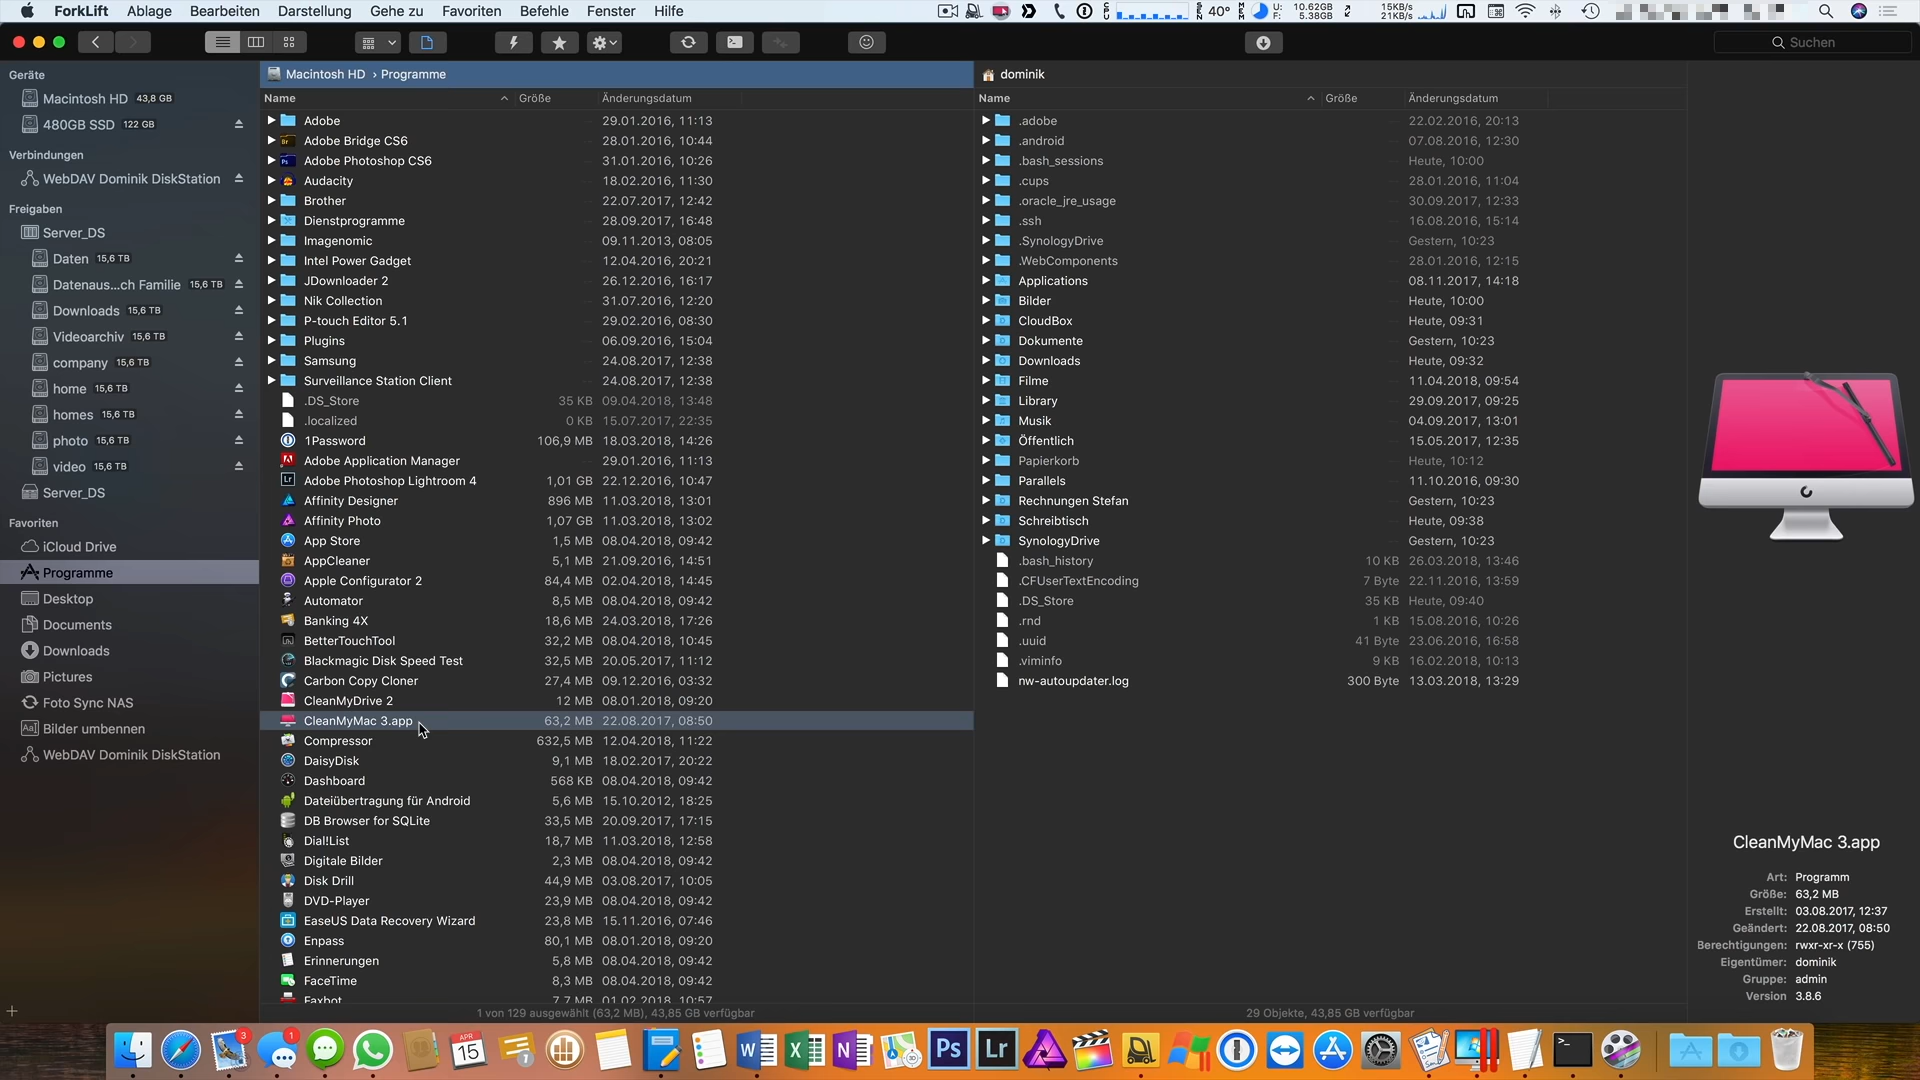 ForkLift Ablage Bearbeiten Darstellung Gehe zu Favoriten Befehle Fenster Hilfe
40° U: F: 10.62GB 5.38GB 15KB/s 21KB/s
Suchen
Geräte
Macintosh HD 43,8 GB
480GB SSD 122 GB
Verbindungen
WebDAV Dominik DiskStation
Freigaben
Server_DS
Daten 15,6 TB
Datenaus...ch Familie 15,6 TB
Downloads 15,6 TB
Videoarchiv 15,6 TB
company 15,6 TB
home 15,6 TB
homes 15,6 TB
photo 15,6 TB
video 15,6 TB
Server_DS
Favoriten
iCloud Drive
Programme
Desktop
Documents
Downloads
Pictures
Foto Sync NAS
Bilder umbennen
WebDAV Dominik DiskStation
Macintosh HD › Programme
Name Größe Änderungsdatum
Adobe 29.01.2016, 11:13
Adobe Bridge CS6 28.01.2016, 10:44
Adobe Photoshop CS6 31.01.2016, 10:26
Audacity 18.02.2016, 11:30
Brother 22.07.2017, 12:42
Dienstprogramme 28.09.2017, 16:48
Imagenomic 09.11.2013, 08:05
Intel Power Gadget 12.04.2016, 20:21
JDownloader 2 26.12.2016, 16:17
Nik Collection 31.07.2016, 12:20
P-touch Editor 5.1 29.02.2016, 08:30
Plugins 06.09.2016, 15:04
Samsung 24.08.2017, 12:38
Surveillance Station Client 24.08.2017, 12:38
.DS_Store 35 KB 09.04.2018, 13:48
.localized 0 KB 15.07.2017, 22:35
1Password 106,9 MB 18.03.2018, 14:26
Adobe Application Manager 29.01.2016, 11:13
Adobe Photoshop Lightroom 4 1,01 GB 22.12.2016, 10:47
Affinity Designer 896 MB 11.03.2018, 13:01
Affinity Photo 1,07 GB 11.03.2018, 13:02
App Store 1,5 MB 08.04.2018, 09:42
AppCleaner 5,1 MB 21.09.2016, 14:51
Apple Configurator 2 84,4 MB 02.04.2018, 14:45
Automator 8,5 MB 08.04.2018, 09:42
Banking 4X 18,6 MB 24.03.2018, 17:26
BetterTouchTool 32,2 MB 08.04.2018, 10:45
Blackmagic Disk Speed Test 32,5 MB 20.05.2017, 11:12
Carbon Copy Cloner 27,4 MB 09.12.2016, 03:32
CleanMyDrive 2 12 MB 08.01.2018, 09:20
CleanMyMac 3.app 63,2 MB 22.08.2017, 08:50
Compressor 632,5 MB 12.04.2018, 11:22
DaisyDisk 9,1 MB 18.02.2017, 20:22
Dashboard 568 KB 08.04.2018, 09:42
Dateiübertragung für Android 5,6 MB 15.10.2012, 18:25
DB Browser for SQLite 33,5 MB 20.09.2017, 17:15
Dial!List 18,7 MB 11.03.2018, 12:58
Digitale Bilder 2,3 MB 08.04.2018, 09:42
Disk Drill 44,9 MB 03.08.2017, 10:05
DVD-Player 23,9 MB 08.04.2018, 09:42
EaseUS Data Recovery Wizard 23,8 MB 15.11.2016, 07:46
Enpass 80,1 MB 08.01.2018, 09:20
Erinnerungen 5,8 MB 08.04.2018, 09:42
FaceTime 8,3 MB 08.04.2018, 09:42
Faxbot 7,7 MB 01.02.2018, 10:57
1 von 129 ausgewählt (63,2 MB), 43,85 GB verfügbar
dominik
Name Größe Änderungsdatum
.adobe 22.02.2016, 20:13
.android 07.08.2016, 12:30
.bash_sessions Heute, 10:00
.cups 28.01.2016, 11:04
.oracle_jre_usage 30.09.2017, 12:33
.ssh 16.08.2016, 15:14
.SynologyDrive Gestern, 10:23
.WebComponents 28.01.2016, 12:15
Applications 08.11.2017, 14:18
Bilder Heute, 10:00
CloudBox Heute, 09:31
Dokumente Gestern, 10:23
Downloads Heute, 09:32
Filme 11.04.2018, 09:54
Library 29.09.2017, 09:25
Musik 04.09.2017, 13:01
Öffentlich 15.05.2017, 12:35
Papierkorb Heute, 10:12
Parallels 11.10.2016, 09:30
Rechnungen Stefan Gestern, 10:23
Schreibtisch Heute, 09:38
SynologyDrive Gestern, 10:23
.bash_history 10 KB 26.03.2018, 13:46
.CFUserTextEncoding 7 Byte 22.11.2016, 13:59
.DS_Store 35 KB Heute, 09:40
.rnd 1 KB 15.08.2016, 10:26
.uuid 41 Byte 23.06.2016, 16:58
.viminfo 9 KB 16.02.2018, 10:13
nw-autoupdater.log 300 Byte 13.03.2018, 13:29
29 Objekte, 43,85 GB verfügbar
CleanMyMac 3.app
Art: Programm
Größe: 63,2 MB
Erstellt: 03.08.2017, 12:37
Geändert: 22.08.2017, 08:50
Berechtigungen: rwxr-xr-x (755)
Eigentümer: dominik
Gruppe: admin
Version 3.8.6
3 1 APR 15 7 W X N Ps Lr